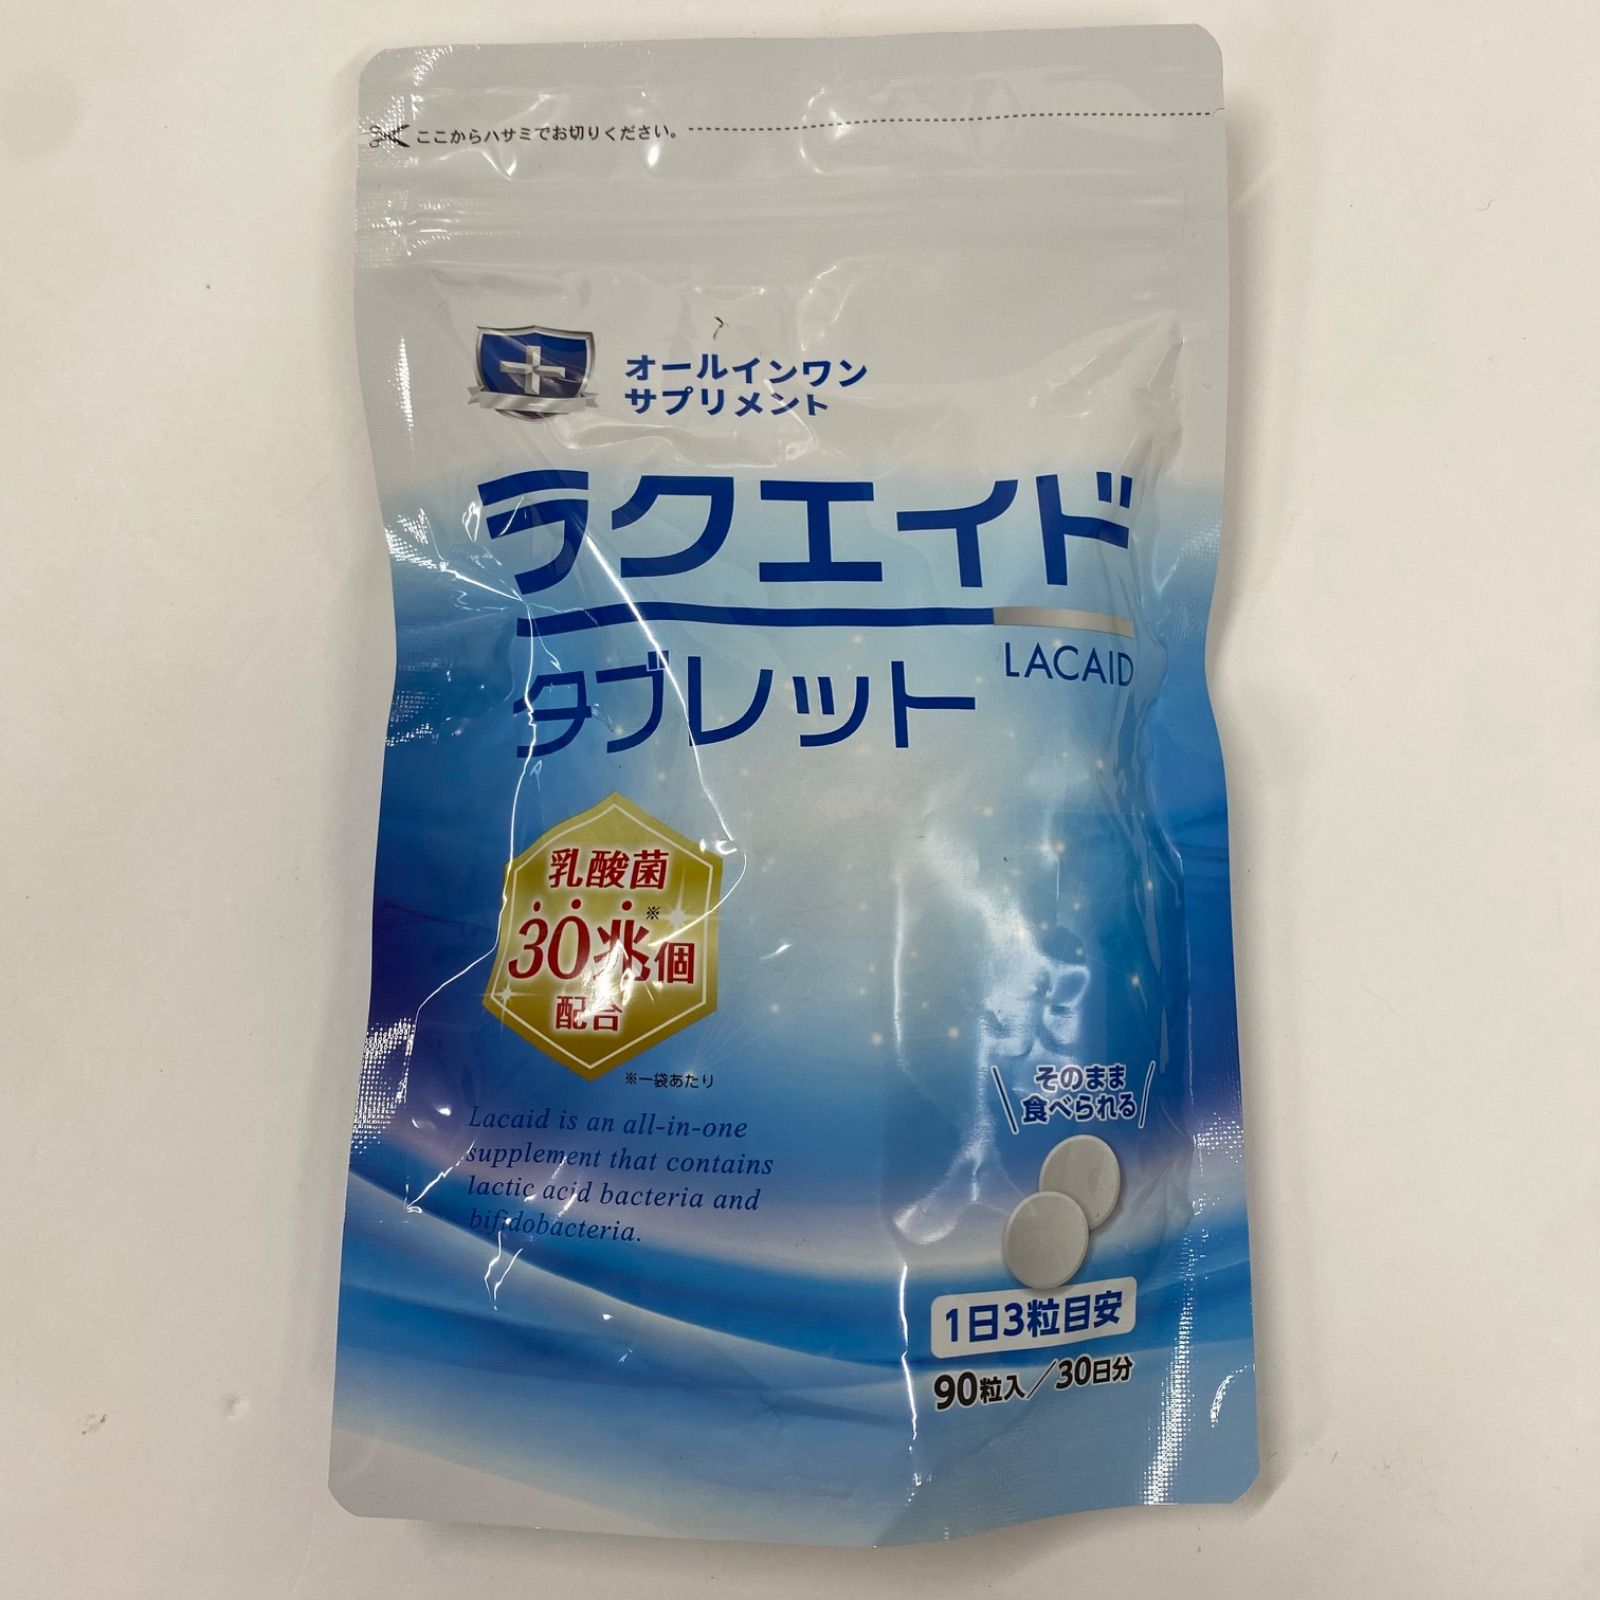 ここからハサミでお切りください。
オールインワン
サプリメント
ラクエイド
タブレット
LACAID
乳酸菌
30兆個※
配合
※一袋あたり
Lacaid is an all-in-one
supplement that contains
lactic acid bacteria and
bifidobacteria.
そのまま
食べられる
1日3粒目安
90粒入／30日分